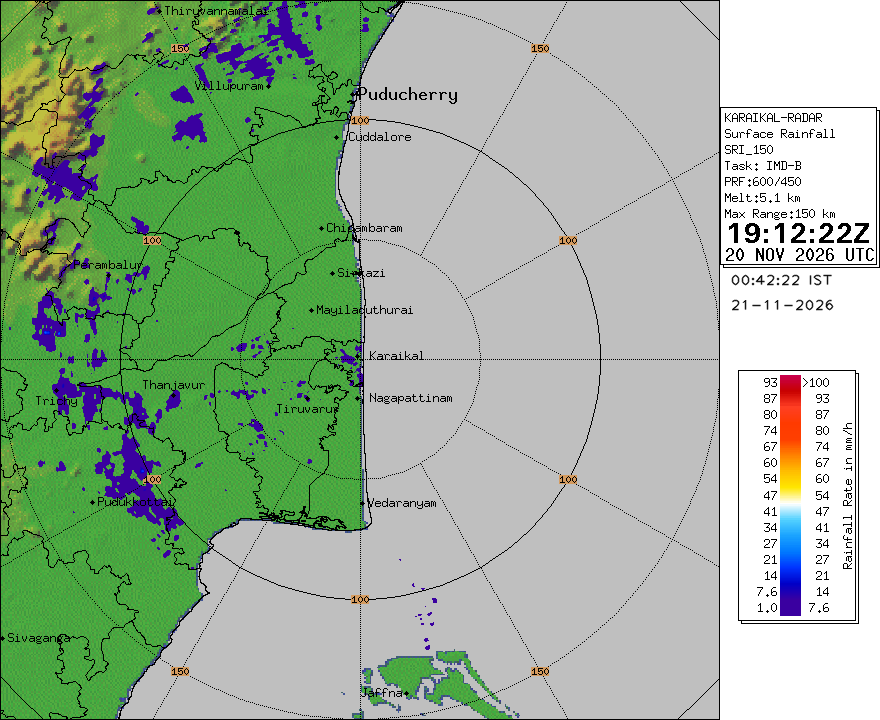 Thiruvannamalai
150
150
Villupuram
Puducherry
100
Cuddalore
Chidambaram
100
100
Perambalur
Sirkazi
Mayiladuthurai
Karaikal
Thanjavur
Trichy
Tiruvarur
Nagapattinam
100
100
Pudukkottai
Vedaranyam
100
Sivaganga
150
150
Jaffna
KARAIKAL-RADAR
Surface Rainfall
SRI_150
Task: IMD-B
PRF:600/450
Melt:5.1 km
Max Range:150 km
19:12:22Z
20 NOV 2026 UTC
00:42:22 IST
21-11-2026
93 >100
87 93
80 87
74 80
67 74
60 67
54 60
47 54
41 47
34 41
27 34
21 27
14 21
7.6 14
1.0 7.6
Rainfall Rate in mm/h